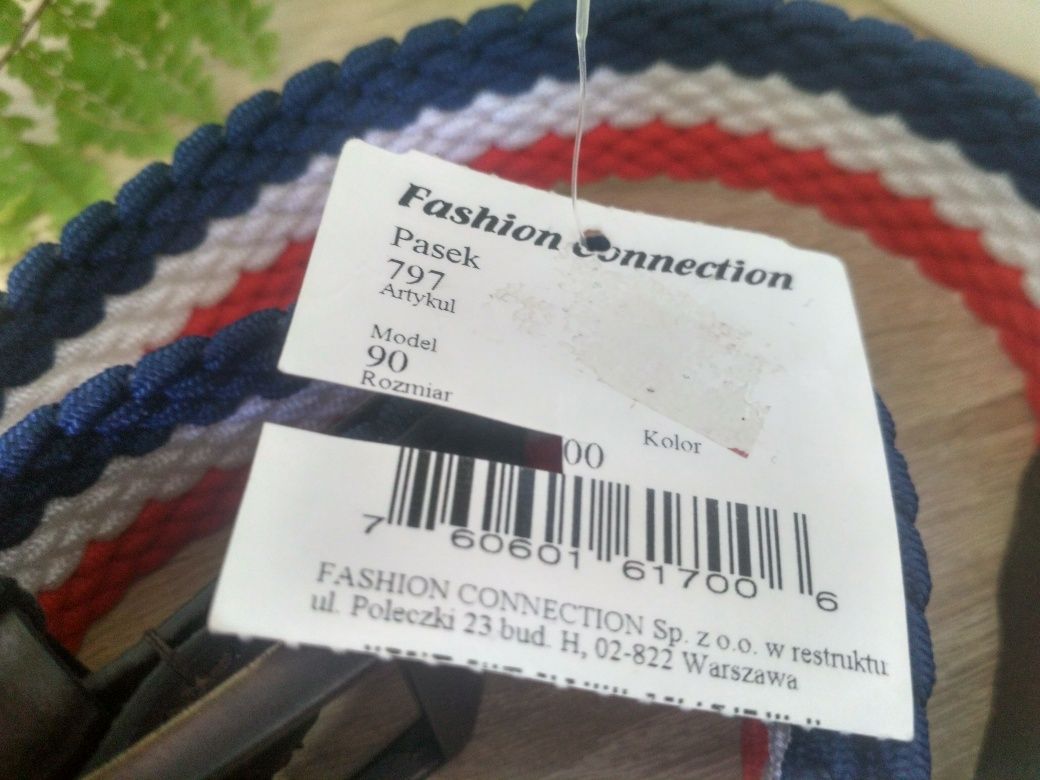 Fashion Connection
Pasek
797
Artykul
Model
90
Rozmiar
Kolor
00
7 60601 61700 6
FASHION CONNECTION Sp. z o.o. w restruktu
ul. Poleczki 23 bud. H, 02-822 Warszawa